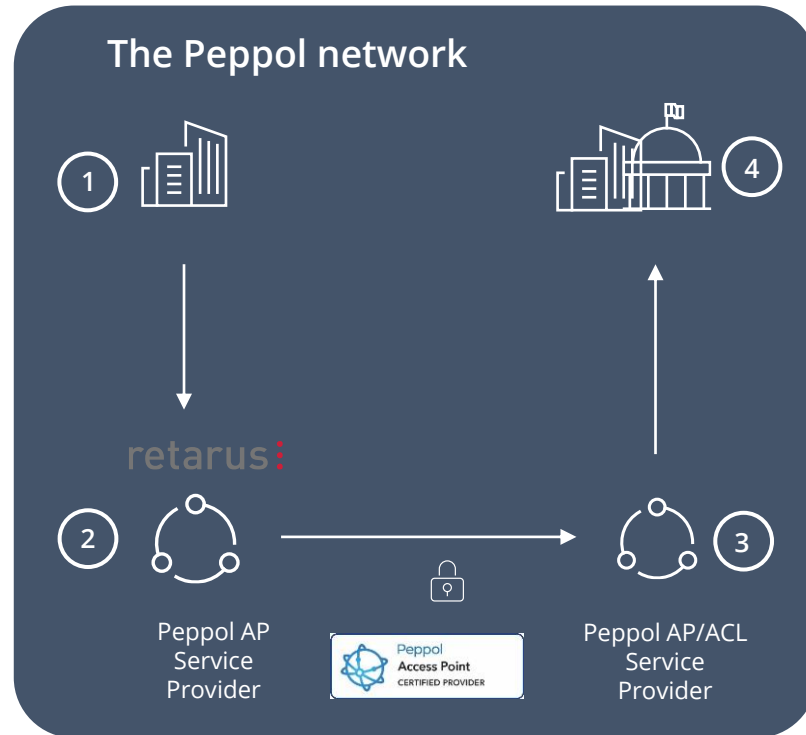 The Peppol network
1
4
retarus
2
3
Peppol AP
Service
Provider
Peppol
Access Point
CERTIFIED PROVIDER
Peppol AP/ACL
Service
Provider